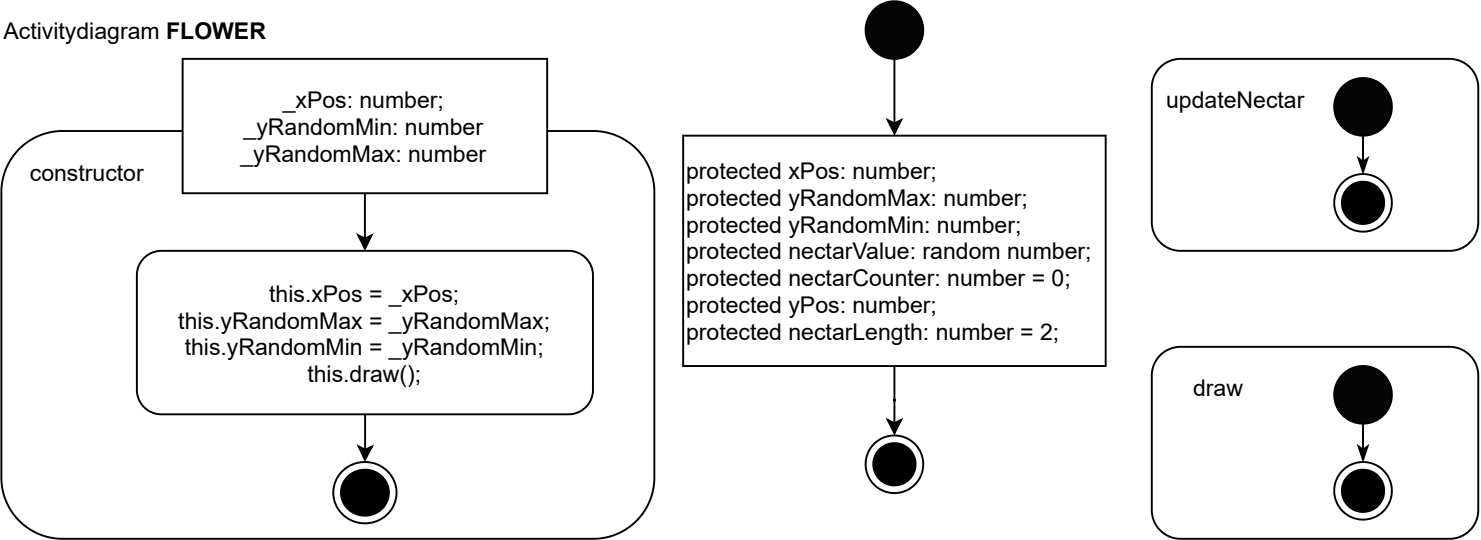 Activitydiagram FLOWER
_xPos: number;
_yRandomMin: number
_yRandomMax: number
constructor
this.xPos = _xPos;
this.yRandomMax = _yRandomMax;
this.yRandomMin = _yRandomMin;
this.draw();
protected xPos: number;
protected yRandomMax: number;
protected yRandomMin: number;
protected nectarValue: random number;
protected nectarCounter: number = 0;
protected yPos: number;
protected nectarLength: number = 2;
updateNectar
draw